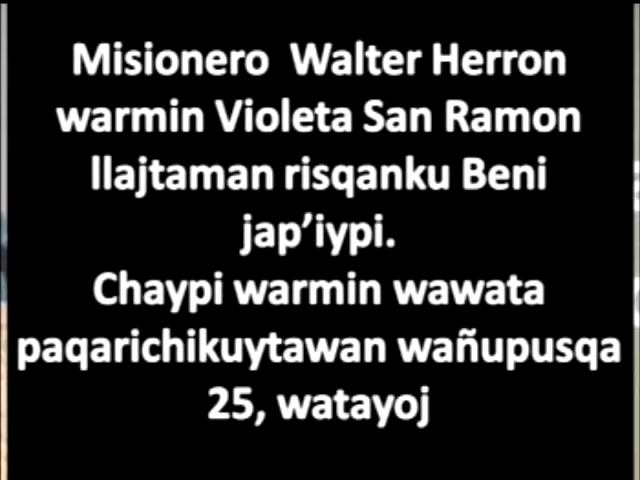 Misionero  Walter Herron
warmin Violeta San Ramon
llajtaman risqanku Beni
jap’iypi.
Chaypi warmin wawata
paqarichikuytawan wañupusqa
25, watayoj